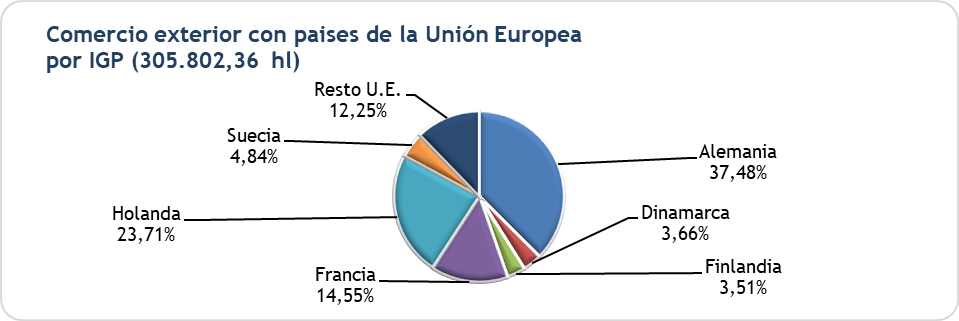 Comercio exterior con paises de la Unión Europea
por IGP (305.802,36 hl)
Resto U.E.
12,25%
Suecia
4,84%
Alemania
37,48%
Holanda
23,71%
Dinamarca
3,66%
Francia
14,55%
Finlandia
3,51%